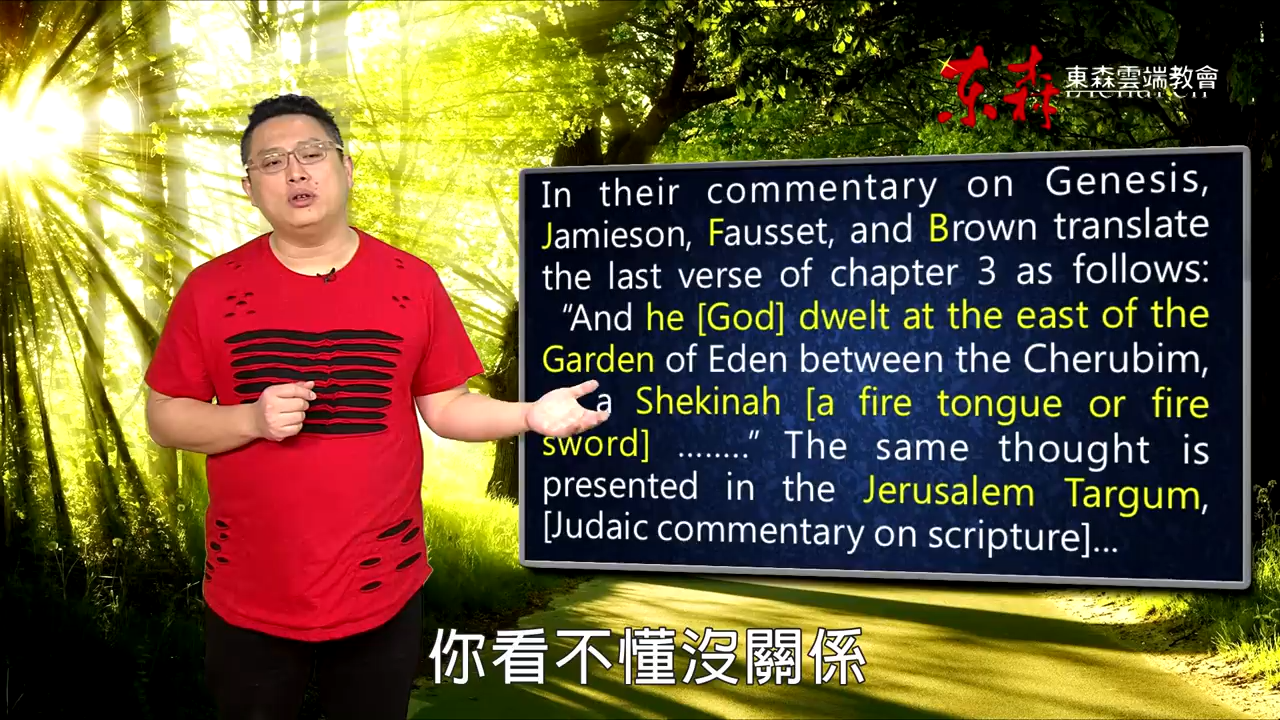 东森
東森雲端教會
In their commentary on Genesis,
Jamieson, Fausset, and Brown translate
the last verse of chapter 3 as follows:
“And he [God] dwelt at the east of the
Garden of Eden between the Cherubim,
a Shekinah [a fire tongue or fire
sword] ........” The same thought is
presented in the Jerusalem Targum,
[Judaic commentary on scripture]...
你看不懂沒關係